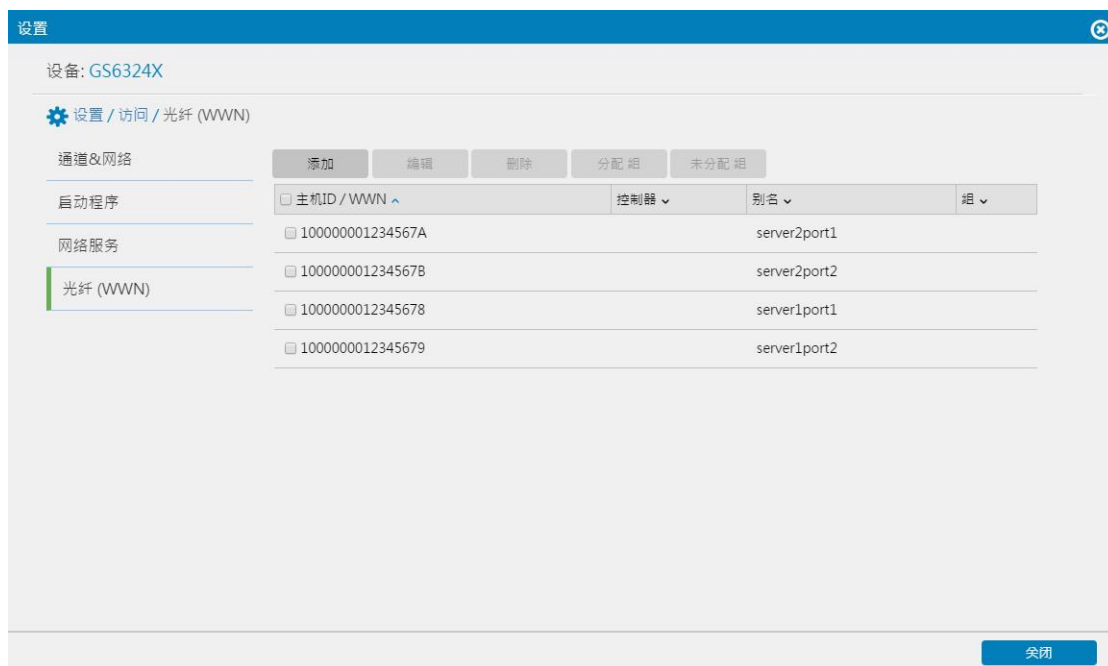 设置
设备: GS6324X
设置 / 访问 / 光纤 (WWN)
通道&网络
启动程序
网络服务
光纤 (WWN)
添加 编辑 删除 分配 组 未分配 组
主机ID / WWN 控制器 别名 组
100000001234567A server2port1
100000001234567B server2port2
1000000012345678 server1port1
1000000012345679 server1port2
关闭